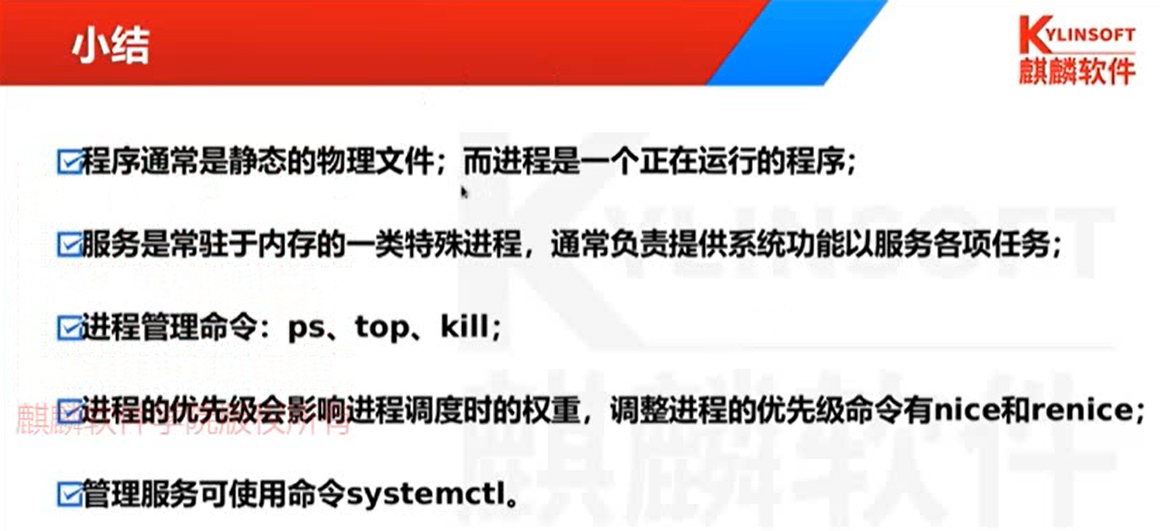 小结
KYLINSOFT
麒麟软件
程序通常是静态的物理文件；而进程是一个正在运行的程序；
服务是常驻于内存的一类特殊进程，通常负责提供系统功能以服务各项任务；
进程管理命令：ps、top、kill；
进程的优先级会影响进程调度时的权重，调整进程的优先级命令有nice和renice；
麒麟软件学院版权所有
管理服务可使用命令systemctl。
KYLINSOFT
麒麟软件